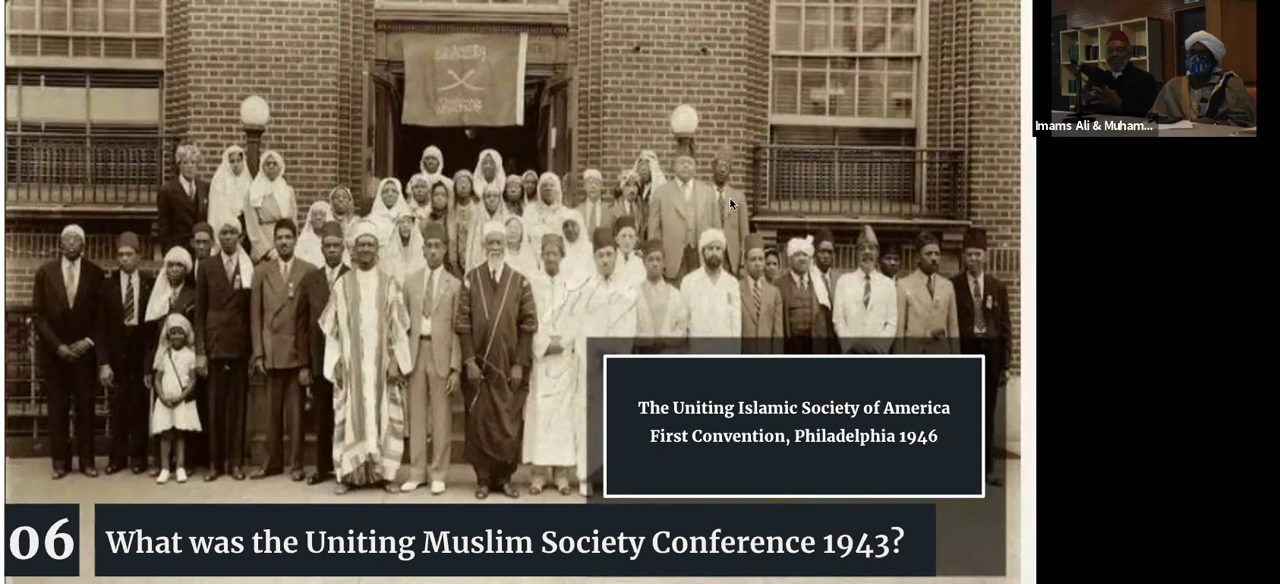 Imams Ali & Muham...
The Uniting Islamic Society of America
First Convention, Philadelphia 1946
06
What was the Uniting Muslim Society Conference 1943?